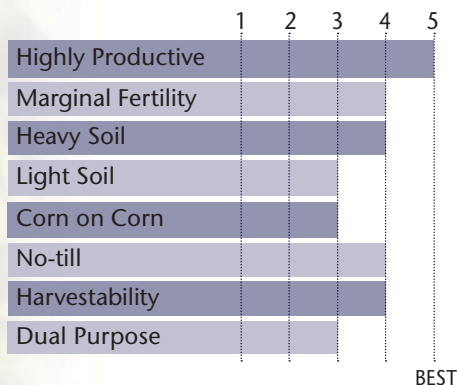 1 2 3 4 5
Highly Productive
Marginal Fertility
Heavy Soil
Light Soil
Corn on Corn
No-till
Harvestability
Dual Purpose
BEST